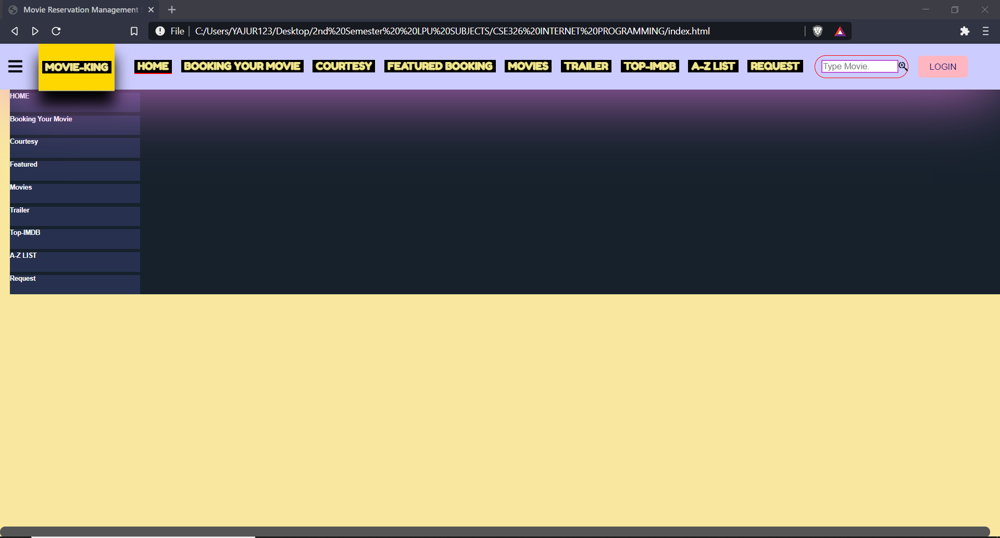 Movie Reservation Management
File
C:/Users/YAJUR123/Desktop/2nd%20Semester%20%20LPU%20SUBJECTS/CSE326%20INTERNET%20PROGRAMMING/index.html
MOVIE-KING HOME BOOKING YOUR MOVIE COURTESY FEATURED BOOKING MOVIES TRAILER TOP-IMDB A-Z LIST REQUEST Type Movie. LOGIN
HOME
Booking Your Movie
Courtesy
Featured
Movies
Trailer
Top-IMDB
A-Z LIST
Request